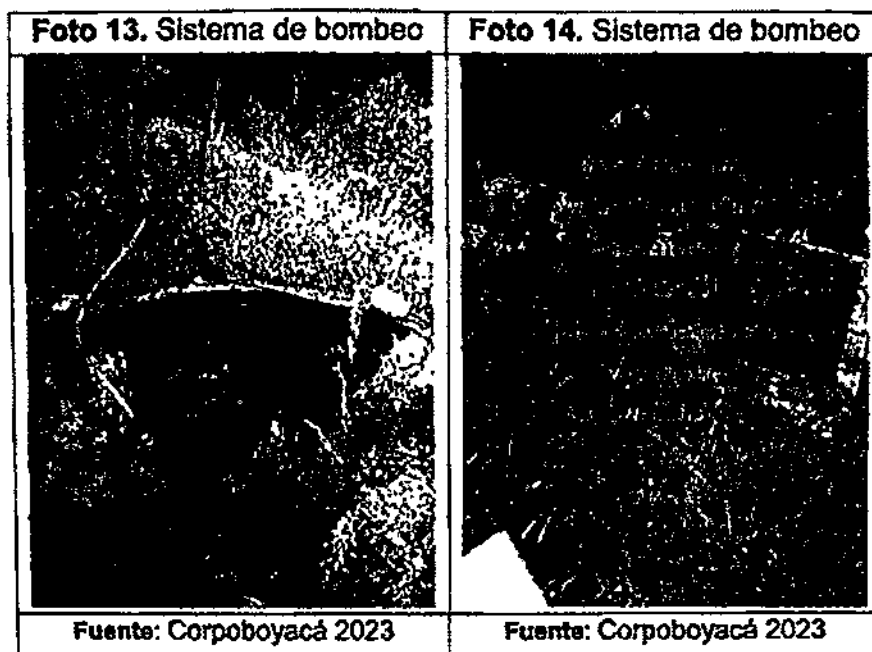 Foto 13. Sistema de bombeo
Foto 14. Sistema de bombeo
Fuente: Corpoboyacá 2023
Fuente: Corpoboyacá 2023